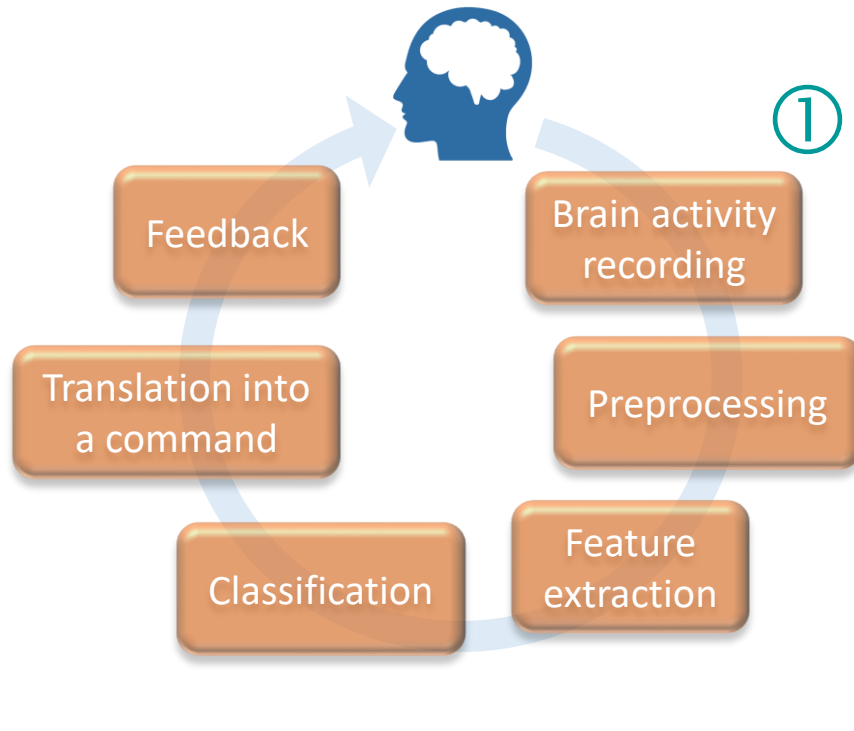 ①
Brain activity
recording
Preprocessing
Feature
extraction
Classification
Translation into
a command
Feedback